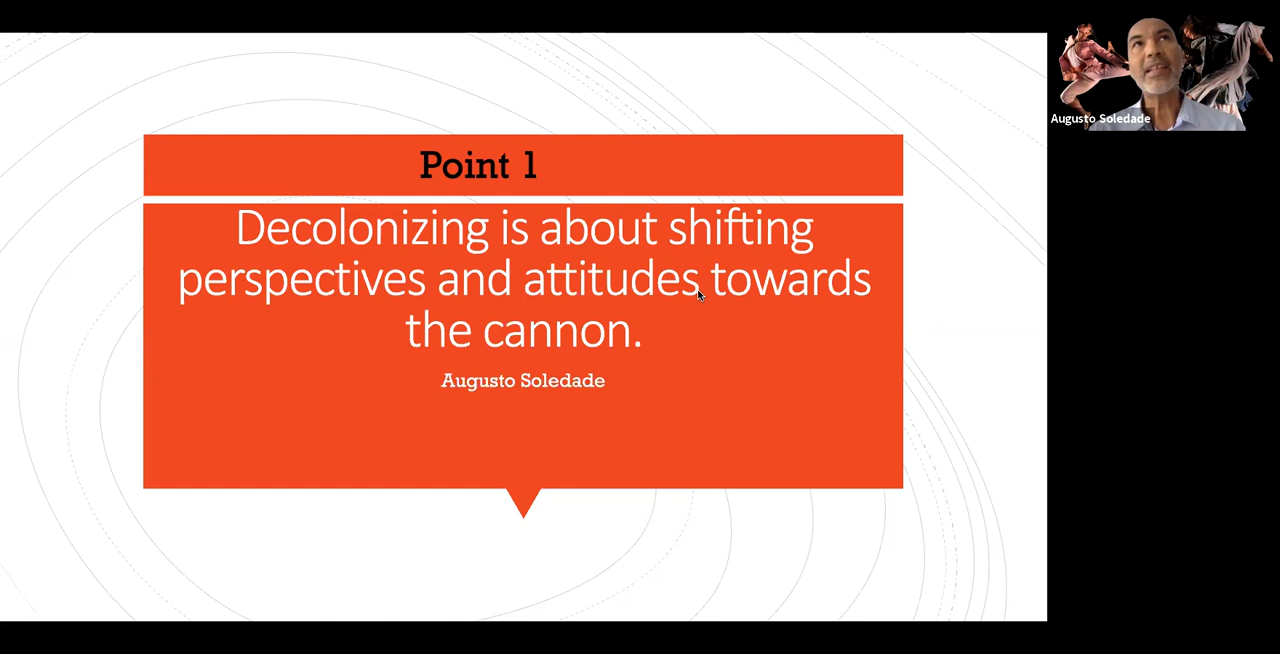 Point 1
Decolonizing is about shifting
perspectives and attitudes towards
the cannon.
Augusto Soledade
Augusto Soledade